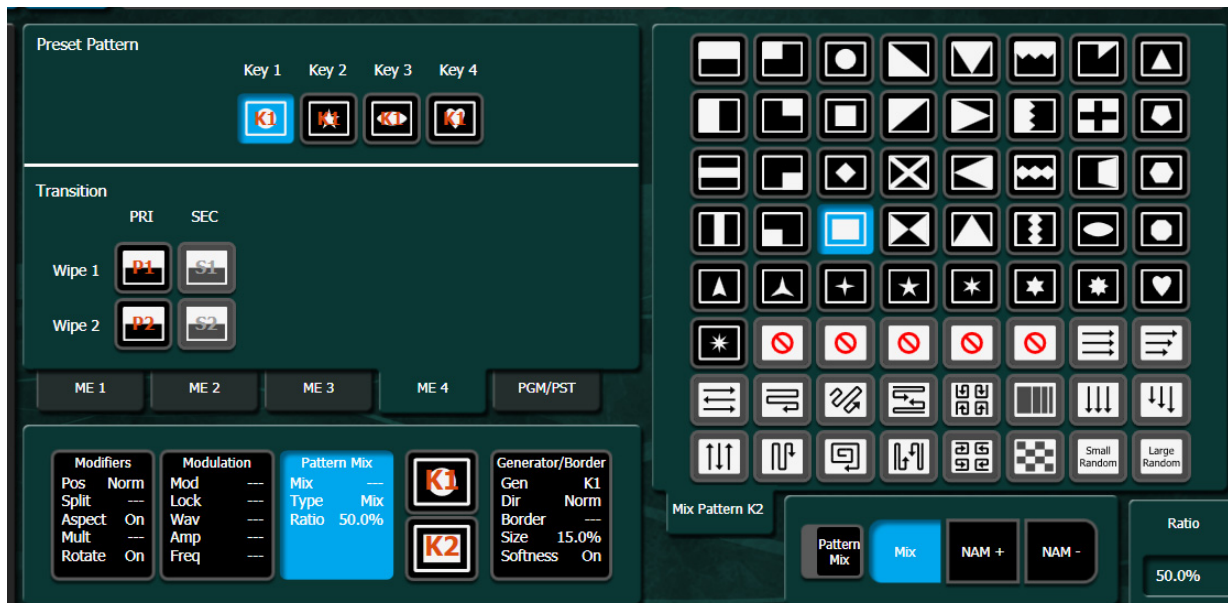 Preset Pattern
Key 1 Key 2 Key 3 Key 4
K1 K1 K1 K1
Transition
PRI SEC
Wipe 1 P1 S1
Wipe 2 P2 S2
ME 1 ME 2 ME 3 ME 4 PGM/PST
Modifiers
Pos Norm
Split ---
Aspect On
Mult ---
Rotate On
Modulation
Mod ---
Lock ---
Wav ---
Amp ---
Freq ---
Pattern Mix
Mix ---
Type Mix
Ratio 50.0%
K1
K2
Generator/Border
Gen K1
Dir Norm
Border ---
Size 15.0%
Softness On
Small
Random
Large
Random
Mix Pattern K2
Pattern
Mix
Mix
NAM +
NAM -
Ratio
50.0%